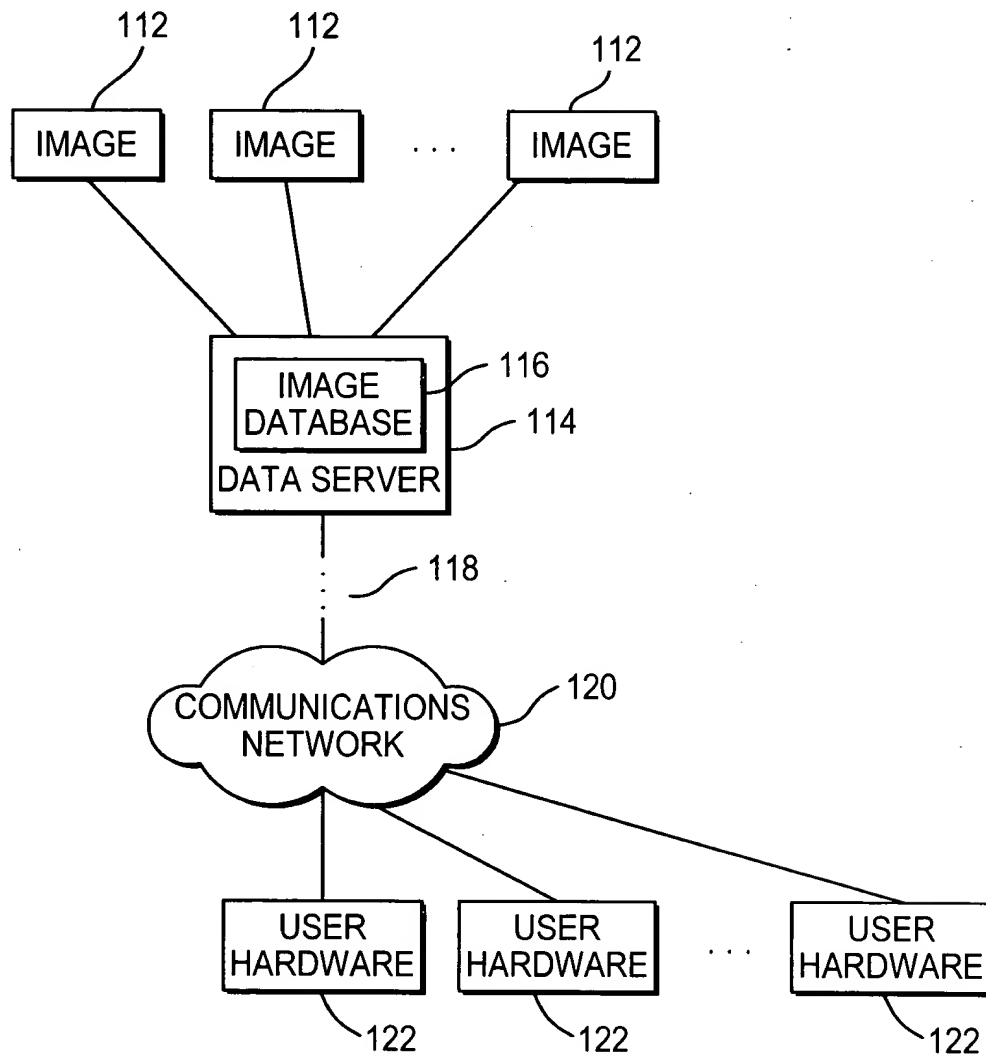 112 112 112
IMAGE IMAGE . . . IMAGE
IMAGE
DATABASE
116
114
DATA SERVER
118
COMMUNICATIONS
NETWORK
120
USER
HARDWARE
USER
HARDWARE
. . .
USER
HARDWARE
122 122 122